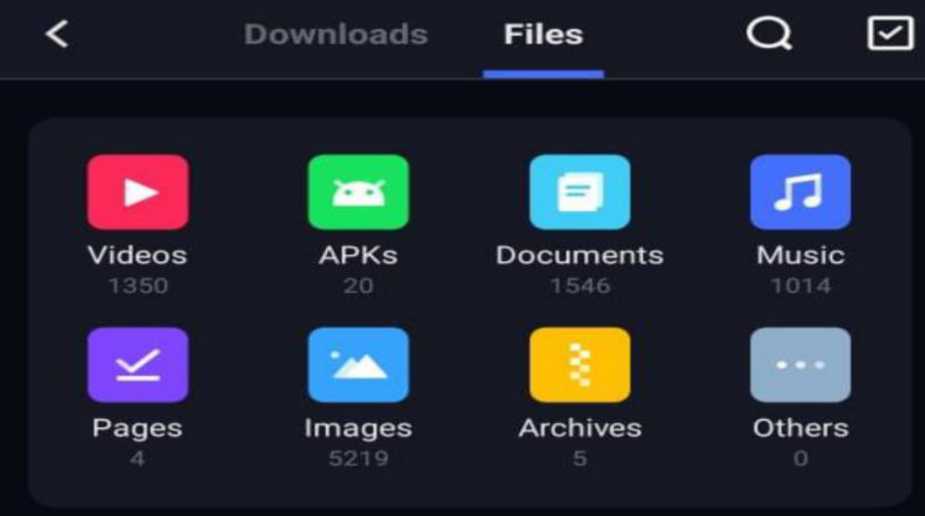 Downloads Files
Videos APKs Documents Music
1350 20 1546 1014
Pages Images Archives Others
4 5219 5 0